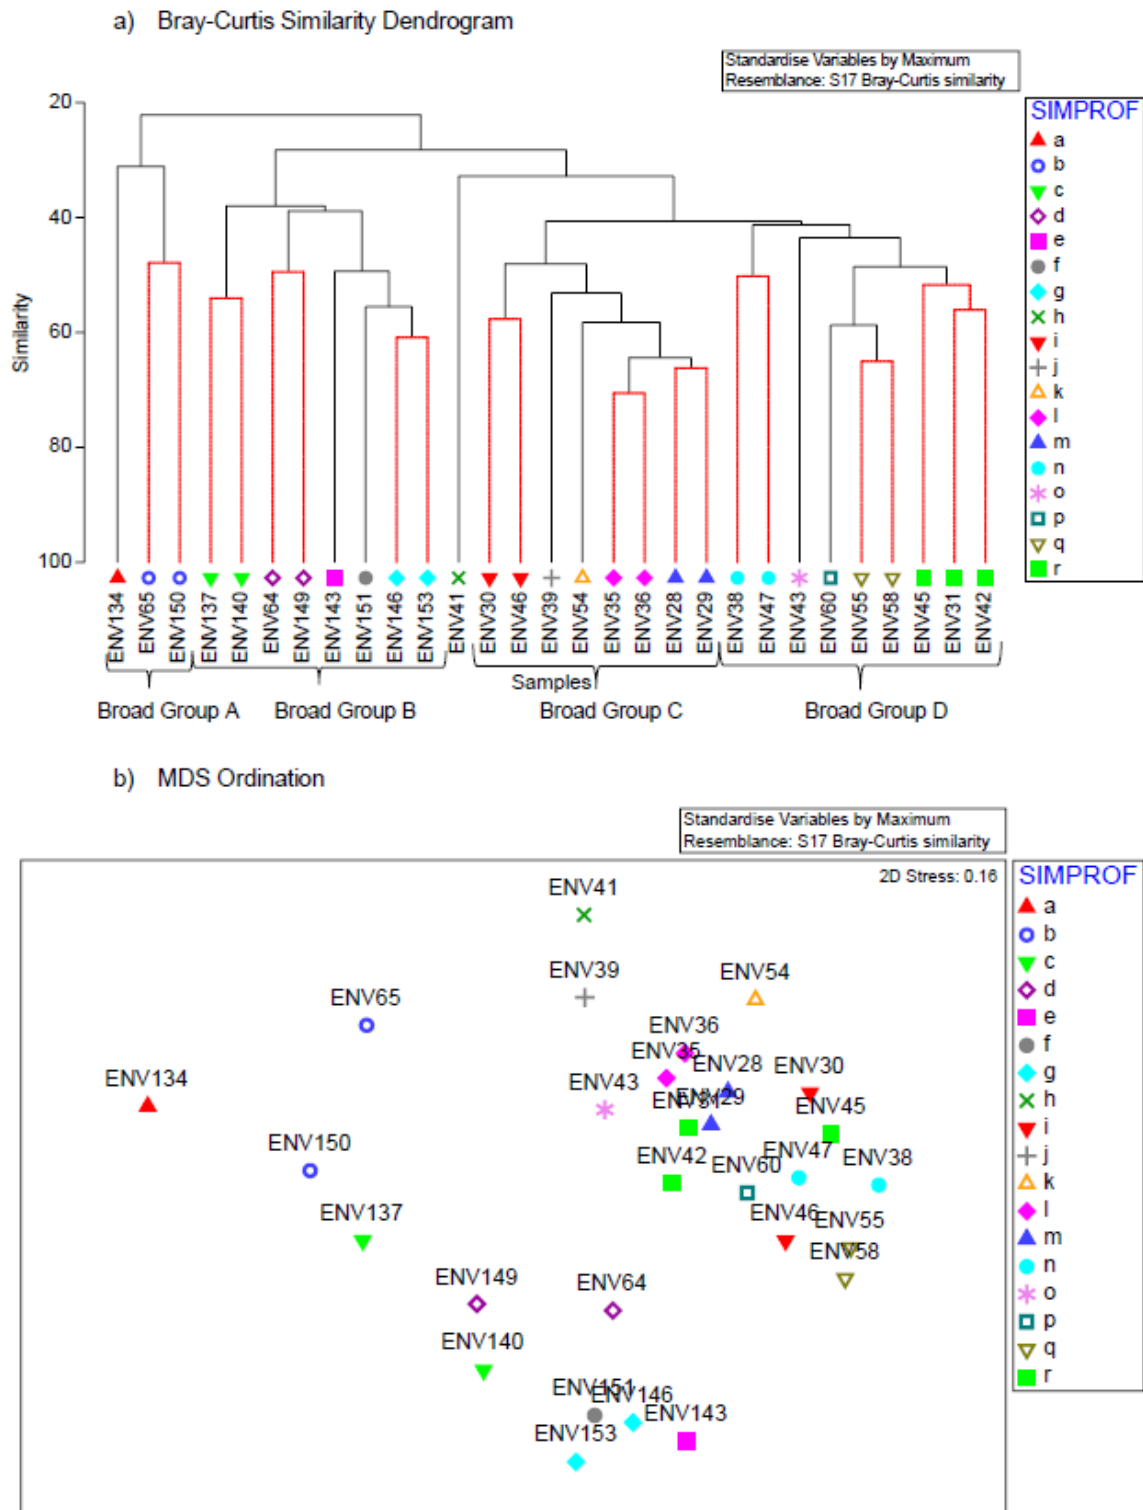 a) Bray-Curtis Similarity Dendrogram
Standardise Variables by Maximum
Resemblance: S17 Bray-Curtis similarity
SIMPROF
a
b
c
d
e
f
g
h
i
j
k
l
m
n
o
p
q
r
Similarity
20
40
60
80
100
ENV134
ENV65
ENV150
ENV137
ENV140
ENV64
ENV149
ENV143
ENV151
ENV146
ENV153
ENV41
ENV30
ENV46
ENV39
ENV54
ENV35
ENV36
ENV28
ENV29
ENV38
ENV47
ENV43
ENV60
ENV55
ENV58
ENV45
ENV31
ENV42
Samples
Broad Group A
Broad Group B
Broad Group C
Broad Group D
b) MDS Ordination
Standardise Variables by Maximum
Resemblance: S17 Bray-Curtis similarity
2D Stress: 0.16
SIMPROF
a
b
c
d
e
f
g
h
i
j
k
l
m
n
o
p
q
r
ENV41
ENV39
ENV54
ENV65
ENV36
ENV35
ENV28
ENV30
ENV134
ENV43
ENV31
ENV29
ENV45
ENV150
ENV42
ENV60
ENV47
ENV38
ENV137
ENV46
ENV55
ENV58
ENV149
ENV64
ENV140
ENV151
ENV146
ENV143
ENV153